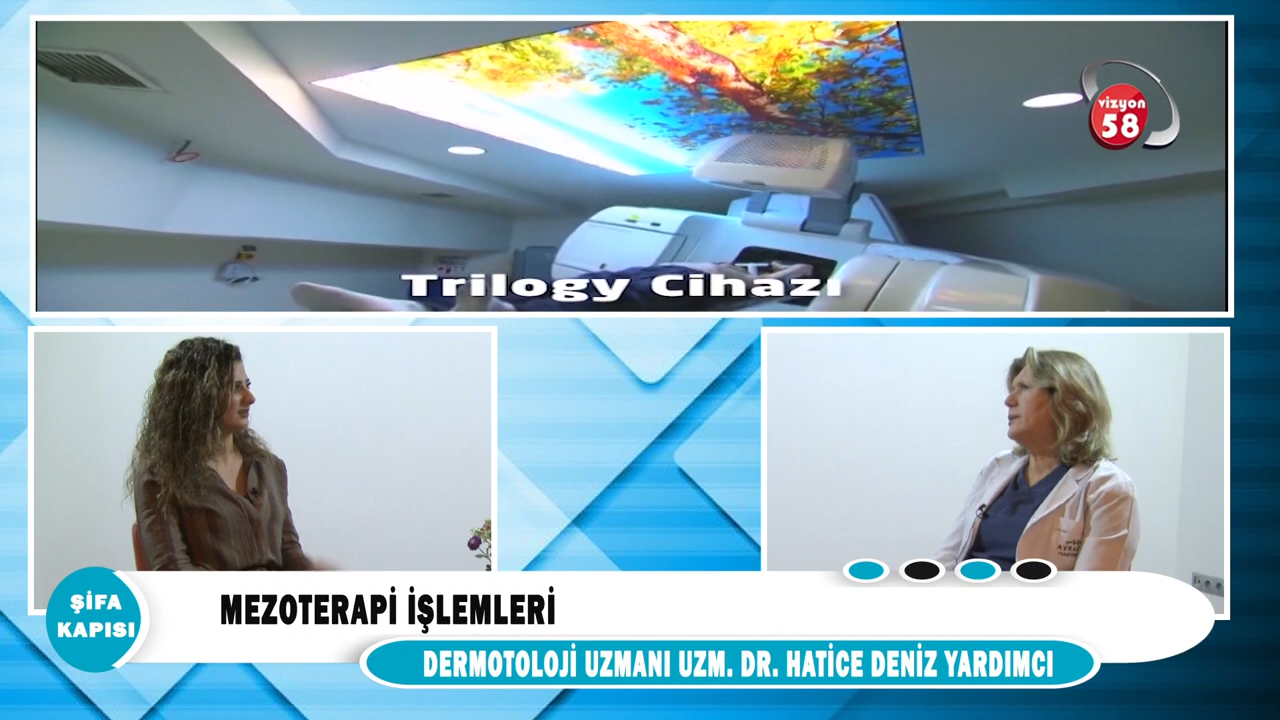 vizyon
58
Trilogy Cihazı
ŞİFA
KAPISI
MEZOTERAPİ İŞLEMLERİ
DERMOTOLOJİ UZMANI UZM. DR. HATİCE DENİZ YARDIMCI